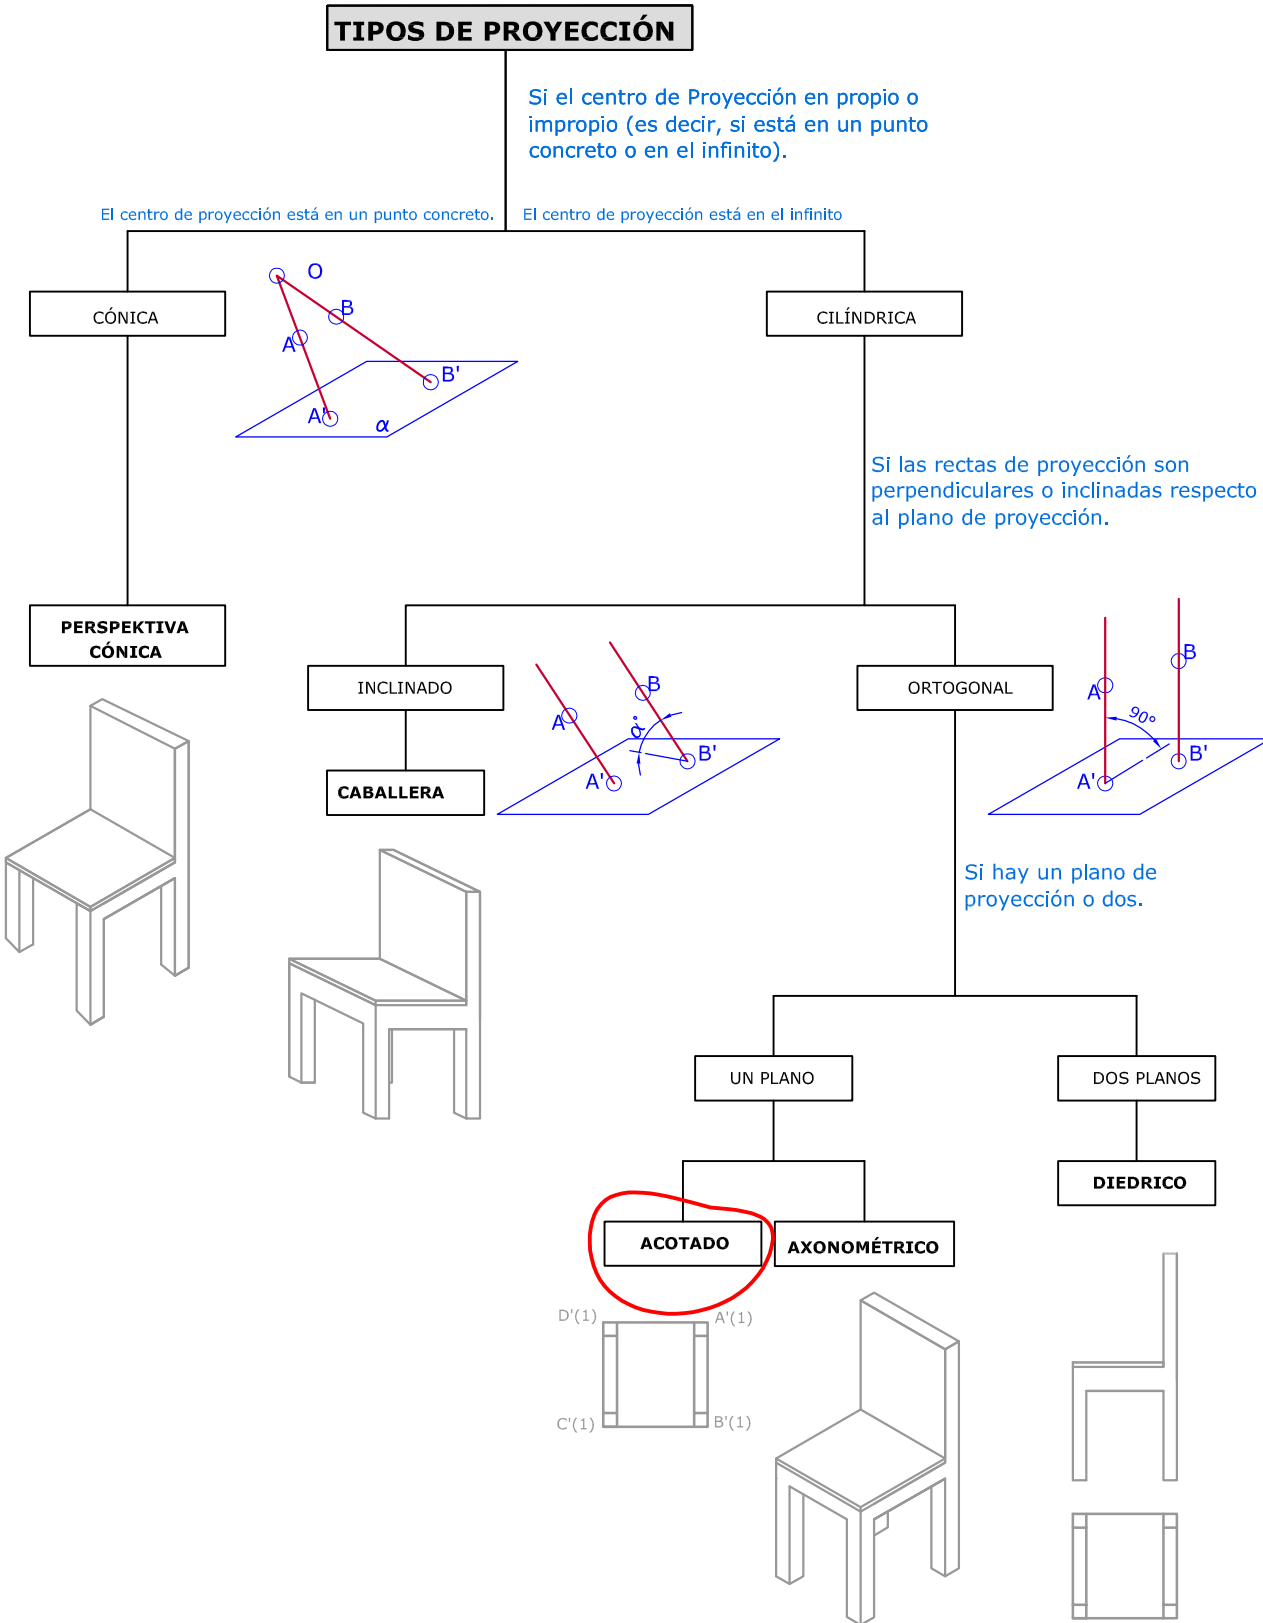 TIPOS DE PROYECCIÓN
Si el centro de Proyección en propio o
impropio (es decir, si está en un punto
concreto o en el infinito).
El centro de proyección está en un punto concreto.
El centro de proyección está en el infinito
CÓNICA
O
B
A
B'
A'
α
CILÍNDRICA
Si las rectas de proyección son
perpendiculares o inclinadas respecto
al plano de proyección.
PERSPEKTIVA
CÓNICA
INCLINADO
B
A
α°
B'
A'
ORTOGONAL
B
A
90°
B'
A'
CABALLERA
Si hay un plano de
proyección o dos.
UN PLANO
DOS PLANOS
DIEDRICO
ACOTADO
AXONOMÉTRICO
D'(1)
A'(1)
C'(1)
B'(1)